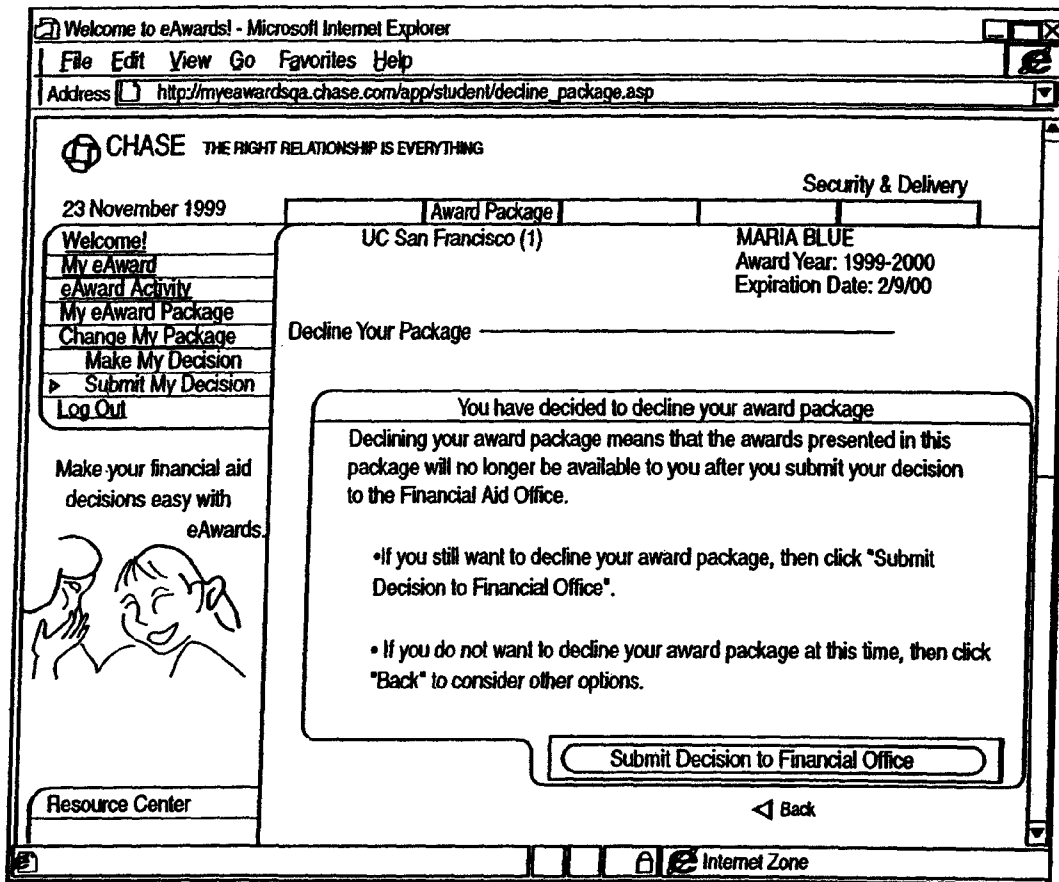 Welcome to eAwards! - Microsoft Internet Explorer
File Edit View Go Favorites Help
Address http://myeawardsqa.chase.com/app/student/decline_package.asp
CHASE THE RIGHT RELATIONSHIP IS EVERYTHING
Security & Delivery
23 November 1999
Award Package
Welcome!
My eAward
eAward Activity
My eAward Package
Change My Package
Make My Decision
Submit My Decision
Log Out
Make your financial aid
decisions easy with
eAwards.
Resource Center
UC San Francisco (1)
MARIA BLUE
Award Year: 1999-2000
Expiration Date: 2/9/00
Decline Your Package
You have decided to decline your award package
Declining your award package means that the awards presented in this
package will no longer be available to you after you submit your decision
to the Financial Aid Office.
•If you still want to decline your award package, then click "Submit
Decision to Financial Office".
• If you do not want to decline your award package at this time, then click
"Back" to consider other options.
Submit Decision to Financial Office
Back
Internet Zone